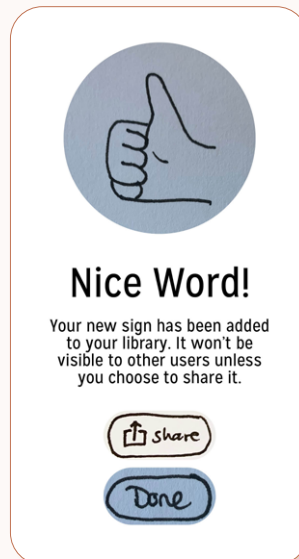 Nice Word!
Your new sign has been added
to your library. It won't be
visible to other users unless
you choose to share it.
share
Done